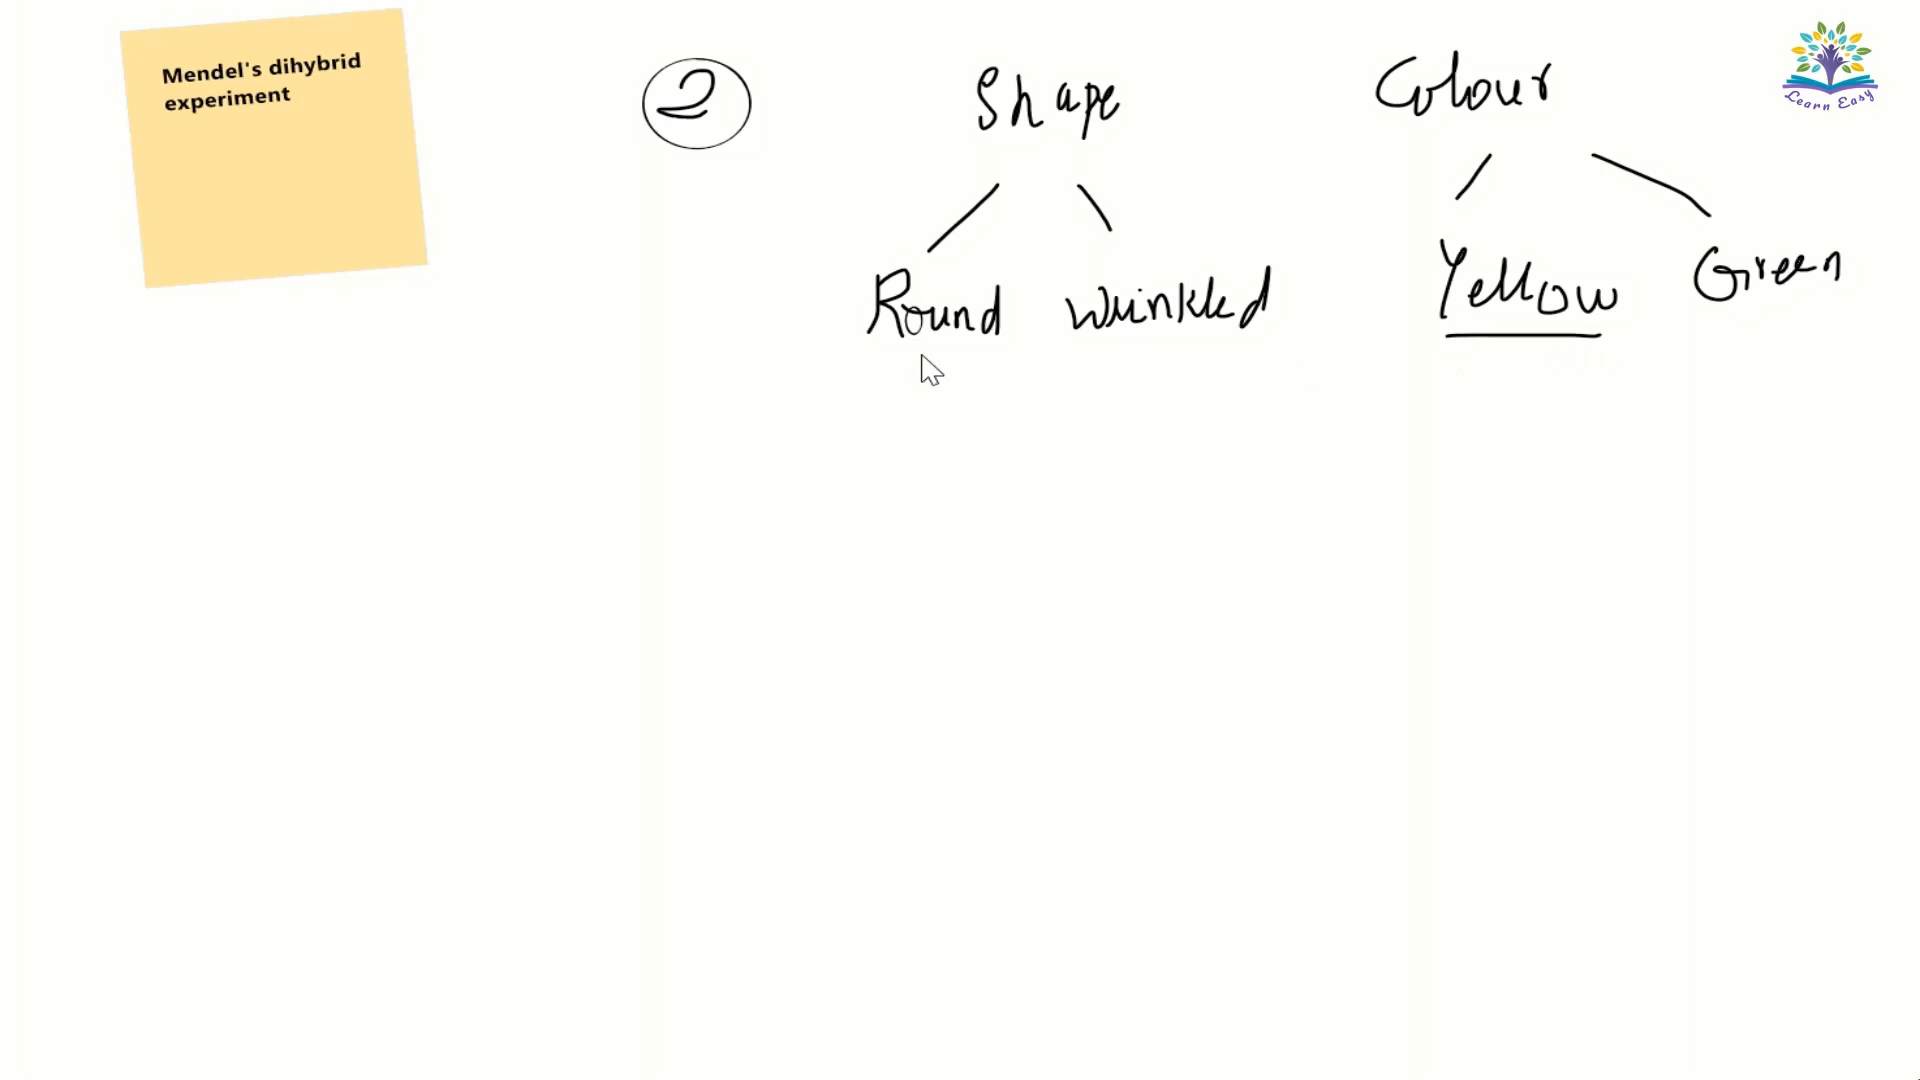 Mendel's dihybrid
experiment
2
Shape
Colour
Round
Wrinkled
Yellow
Green
Learn Easy